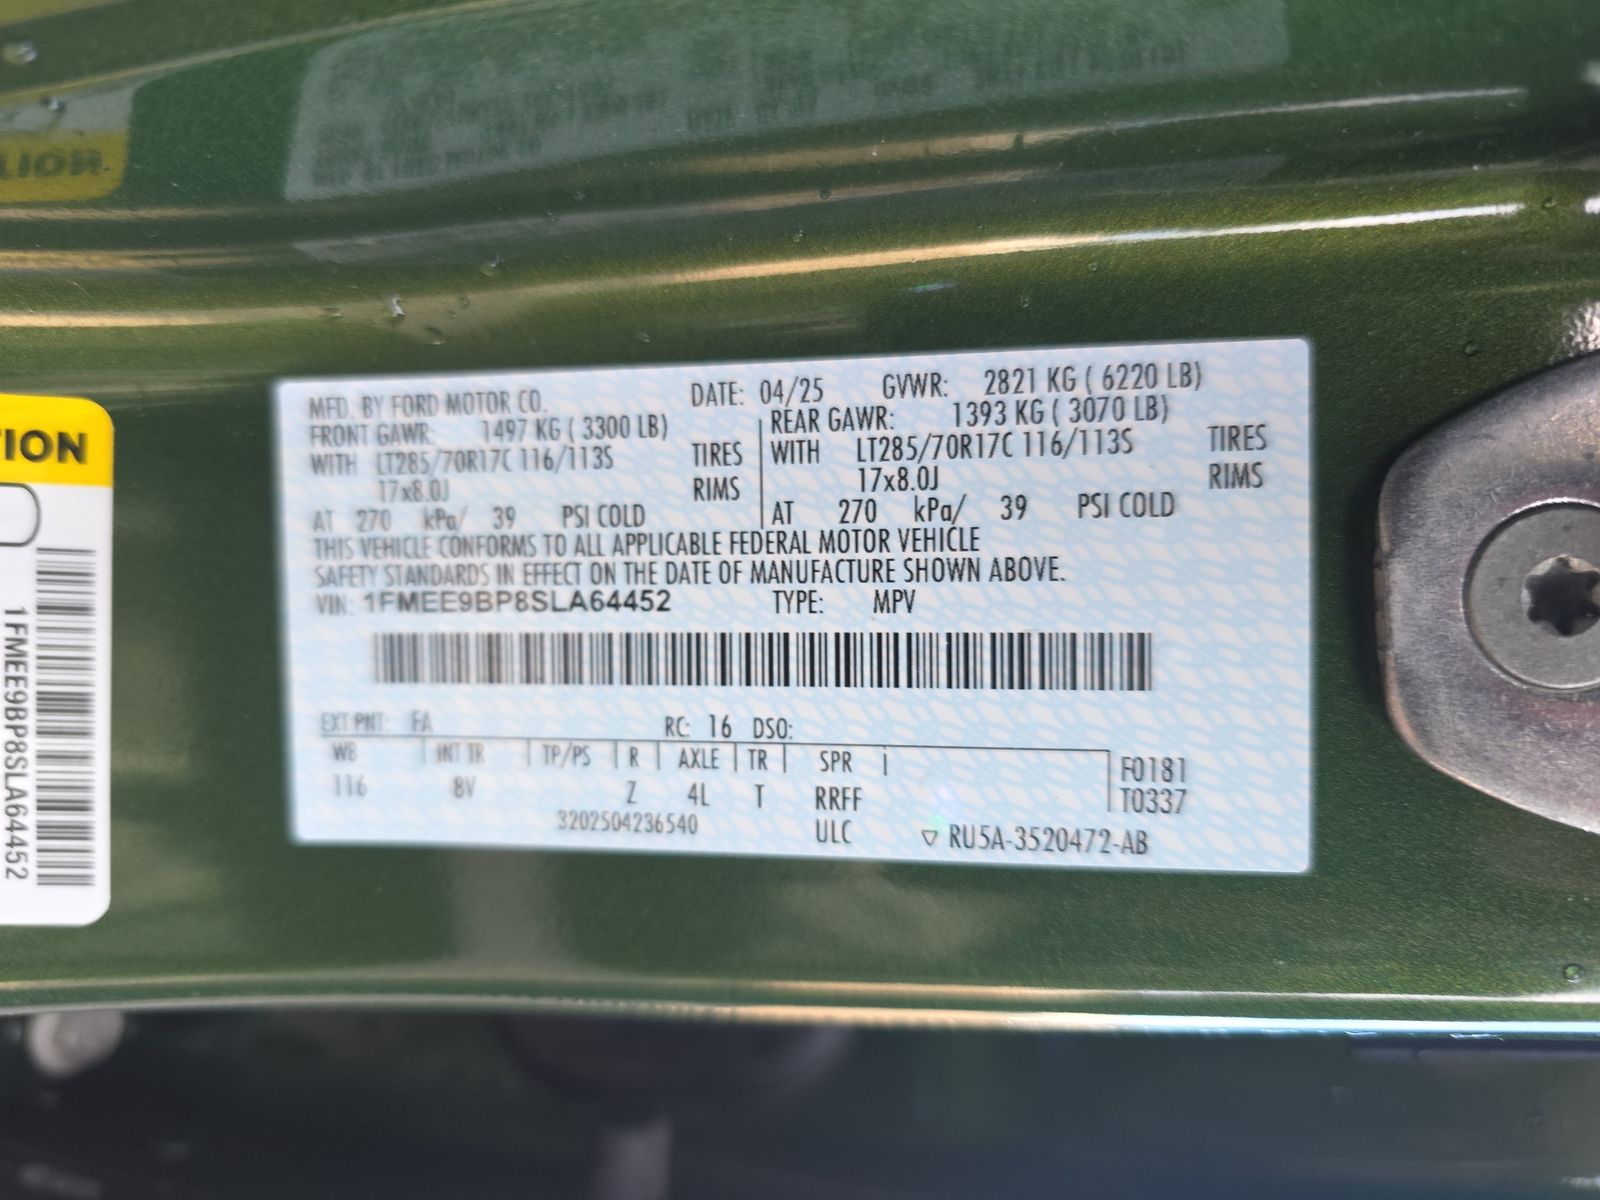 MFD. BY FORD MOTOR CO. DATE: 04/25 GVWR: 2821 KG ( 6220 LB)
FRONT GAWR: 1497 KG ( 3300 LB) REAR GAWR: 1393 KG ( 3070 LB)
WITH LT285/70R17C 116/113S TIRES WITH LT285/70R17C 116/113S TIRES
17x8.0J RIMS 17x8.0J RIMS
AT 270 kPa/ 39 PSI COLD AT 270 kPa/ 39 PSI COLD
THIS VEHICLE CONFORMS TO ALL APPLICABLE FEDERAL MOTOR VEHICLE
SAFETY STANDARDS IN EFFECT ON THE DATE OF MANUFACTURE SHOWN ABOVE.
VIN: 1FMEE9BP8SLA64452 TYPE: MPV
EXT PNT: FA RC: 16 DSO:
WB INT TR TP/PS R AXLE TR SPR F0181
116 8V Z 4L T RRFF T0337
3202504236540 ULC ▽ RU5A-3520472-AB
TION
1FMEE9BP8SLA64452